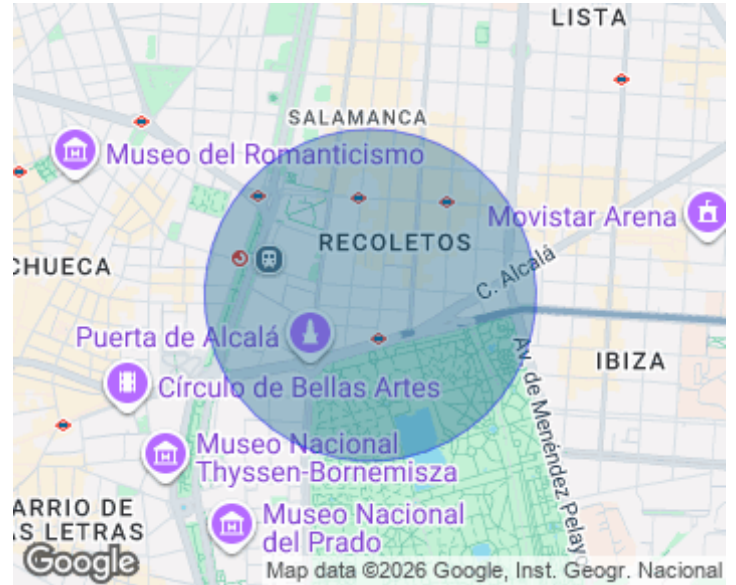 LISTA
SALAMANCA
Museo del Romanticismo
Movistar Arena
RECOLETOS
CHUECA
C. Alcalá
Puerta de Alcalá
Av. de Menéndez Pelay
IBIZA
Círculo de Bellas Artes
Museo Nacional
Thyssen-Bornemisza
ARRIO DE
AS LETRAS
Museo Nacional
del Prado
Google
Map data ©2026 Google, Inst. Geogr. Nacional